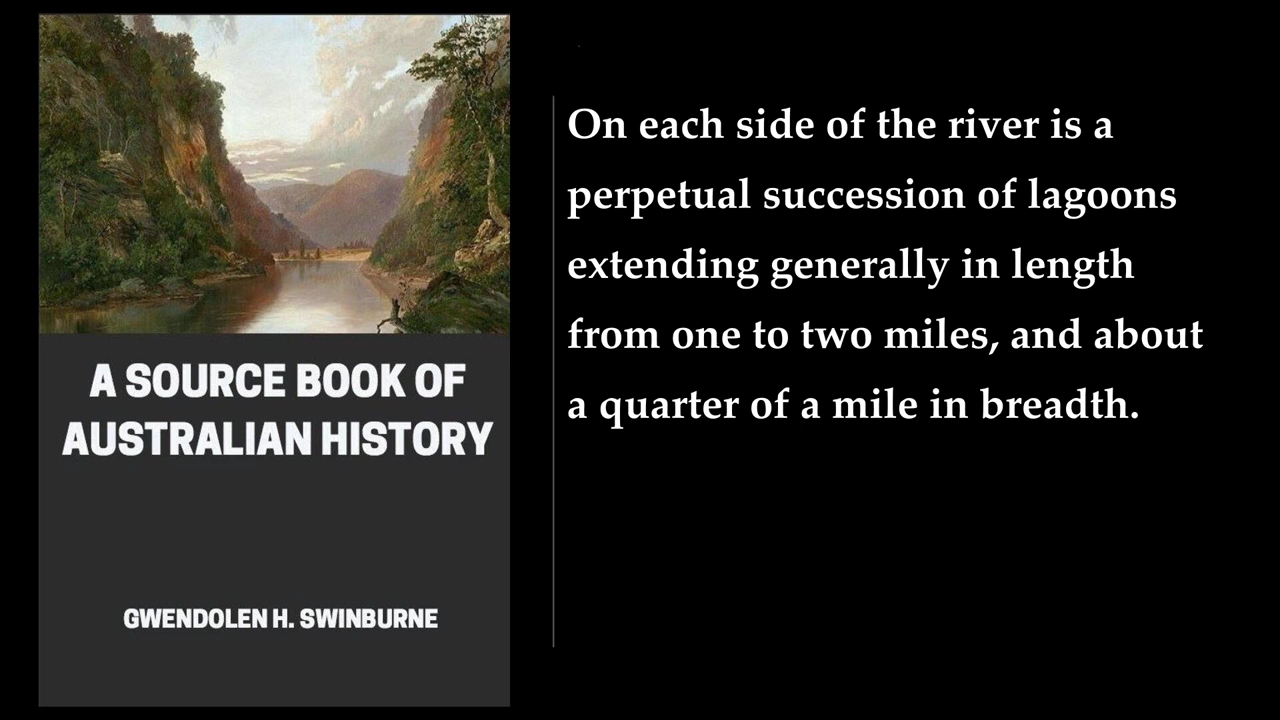 A SOURCE BOOK OF
AUSTRALIAN HISTORY
GWENDOLEN H. SWINBURNE
On each side of the river is a
perpetual succession of lagoons
extending generally in length
from one to two miles, and about
a quarter of a mile in breadth.